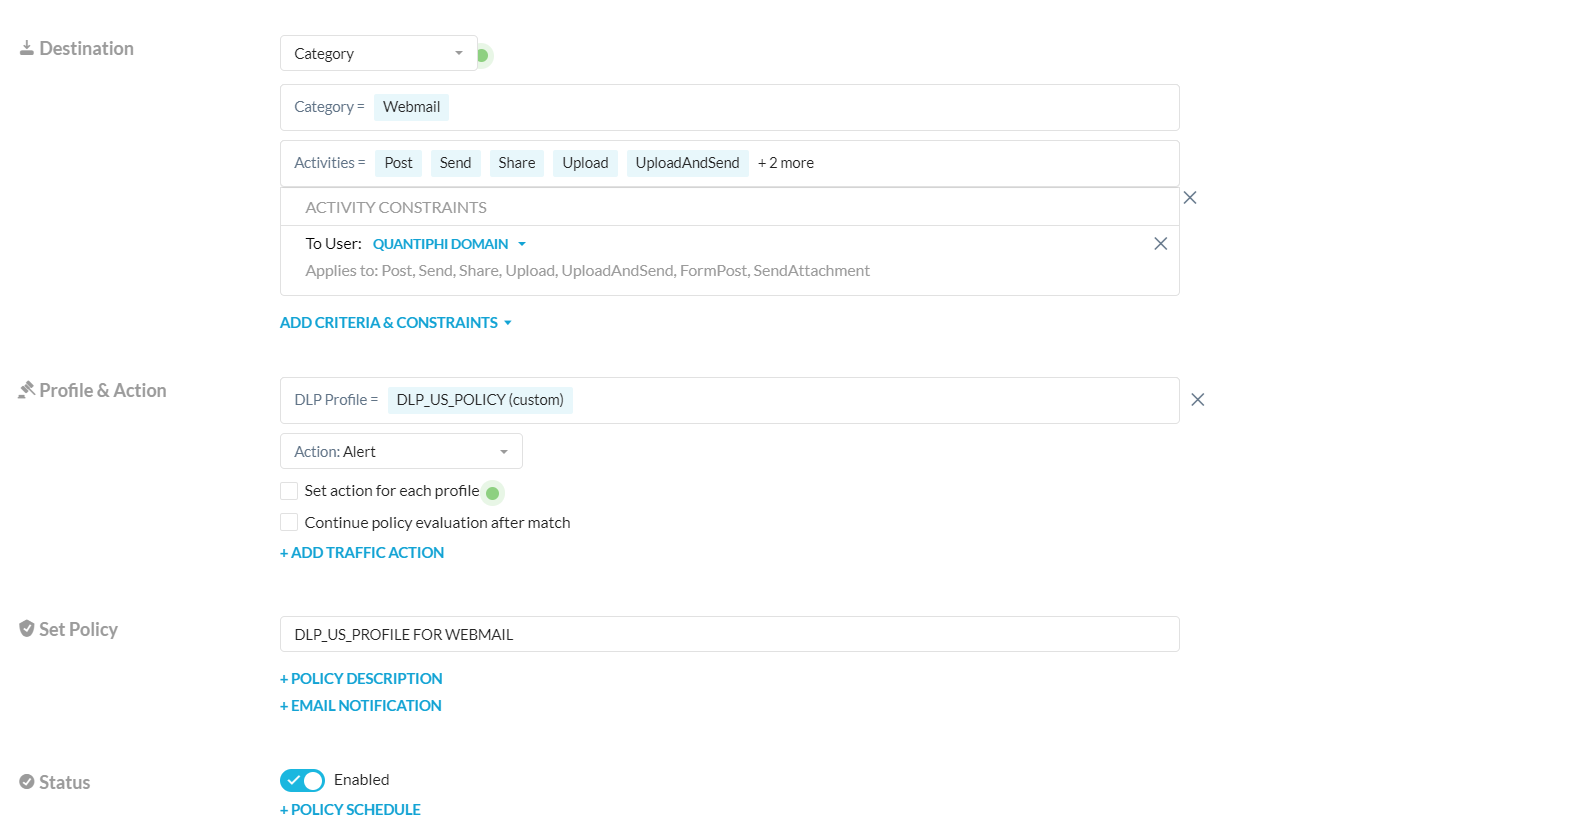 Destination
Category
Category = Webmail
Activities = Post Send Share Upload UploadAndSend + 2 more
ACTIVITY CONSTRAINTS
To User: QUANTIPHI DOMAIN
Applies to: Post, Send, Share, Upload, UploadAndSend, FormPost, SendAttachment
ADD CRITERIA & CONSTRAINTS
Profile & Action
DLP Profile = DLP_US_POLICY (custom)
Action: Alert
Set action for each profile
Continue policy evaluation after match
+ ADD TRAFFIC ACTION
Set Policy
DLP_US_PROFILE FOR WEBMAIL
+ POLICY DESCRIPTION
+ EMAIL NOTIFICATION
Status
Enabled
+ POLICY SCHEDULE